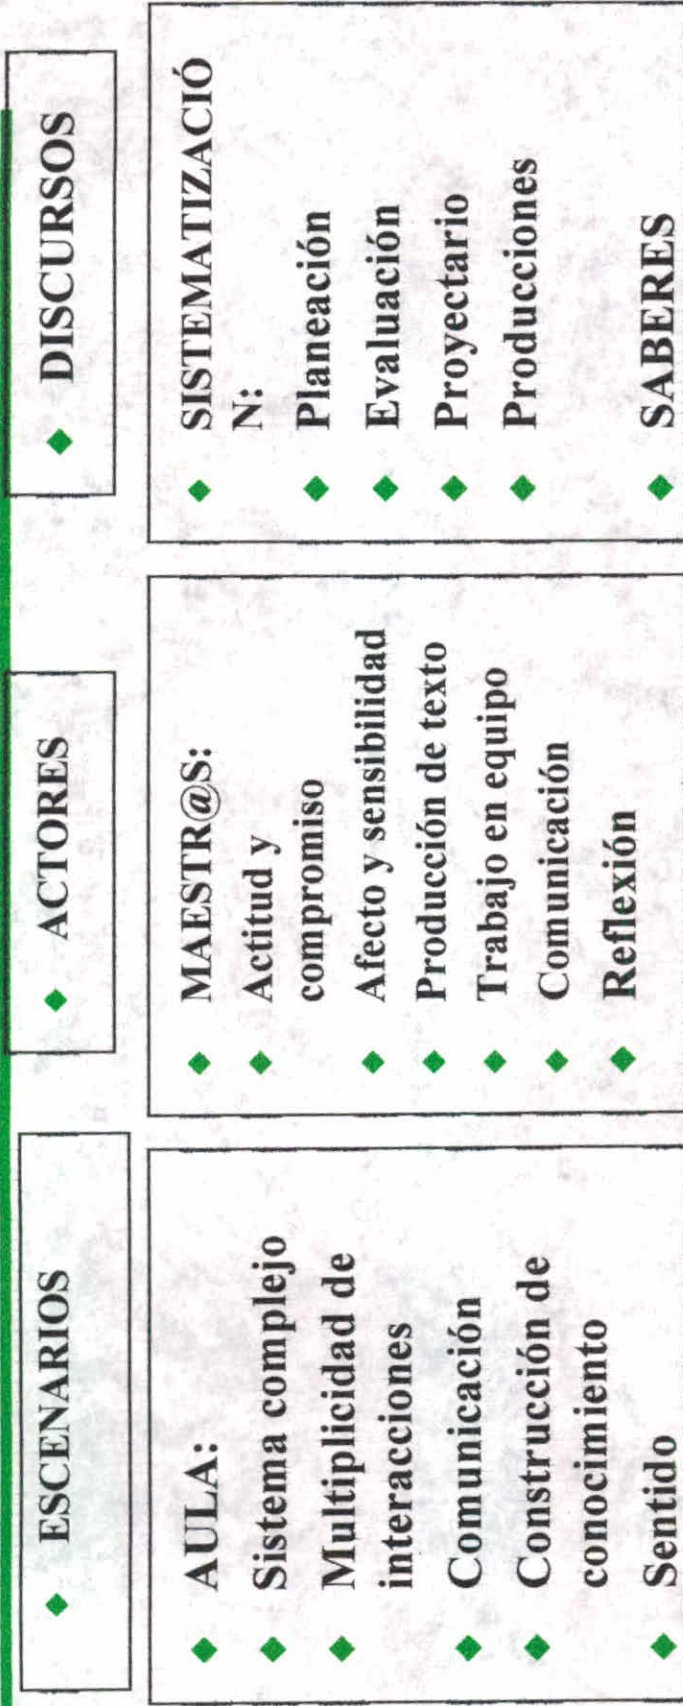 ◆ ESCENARIOS
◆ AULA:
◆ Sistema complejo
◆ Multiplicidad de
interacciones
◆ Comunicación
◆ Construcción de
conocimiento
◆ Sentido
◆ ACTORES
◆ MAESTR@S:
◆ Actitud y
compromiso
◆ Afecto y sensibilidad
◆ Producción de texto
◆ Trabajo en equipo
◆ Comunicación
◆ Reflexión
◆ DISCURSOS
◆ SISTEMATIZACIÓ
N:
◆ Planeación
◆ Evaluación
◆ Proyectario
◆ Producciones
◆ SABERES